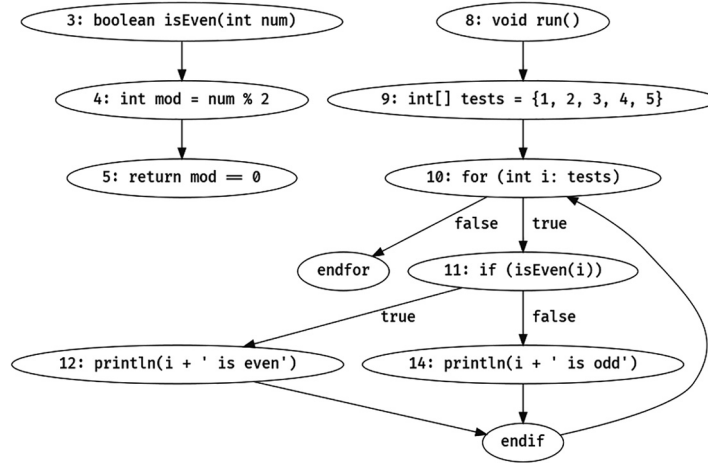 3: boolean isEven(int num)
8: void run()
4: int mod = num % 2
9: int[] tests = {1, 2, 3, 4, 5}
5: return mod == 0
10: for (int i: tests)
false
true
endfor
11: if (isEven(i))
true
false
12: println(i + ' is even')
14: println(i + ' is odd')
endif